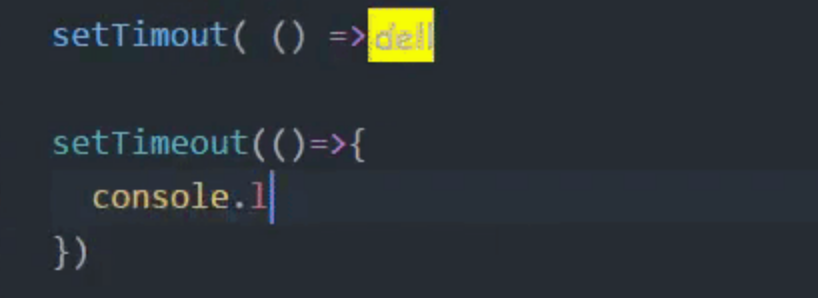 setTimout( () =>dell
setTimeout(()=>{
console.l
})